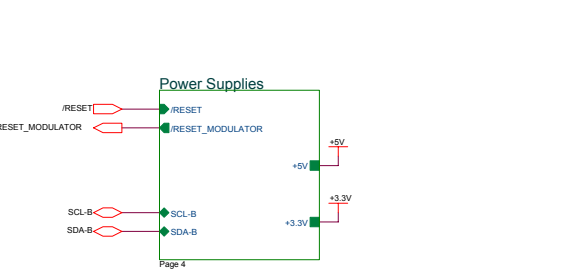 Power Supplies
/RESET
/RESET
RESET_MODULATOR
/RESET_MODULATOR
+5V
+5V
+3.3V
SCL-B
SCL-B
+3.3V
SDA-B
SDA-B
Page 4